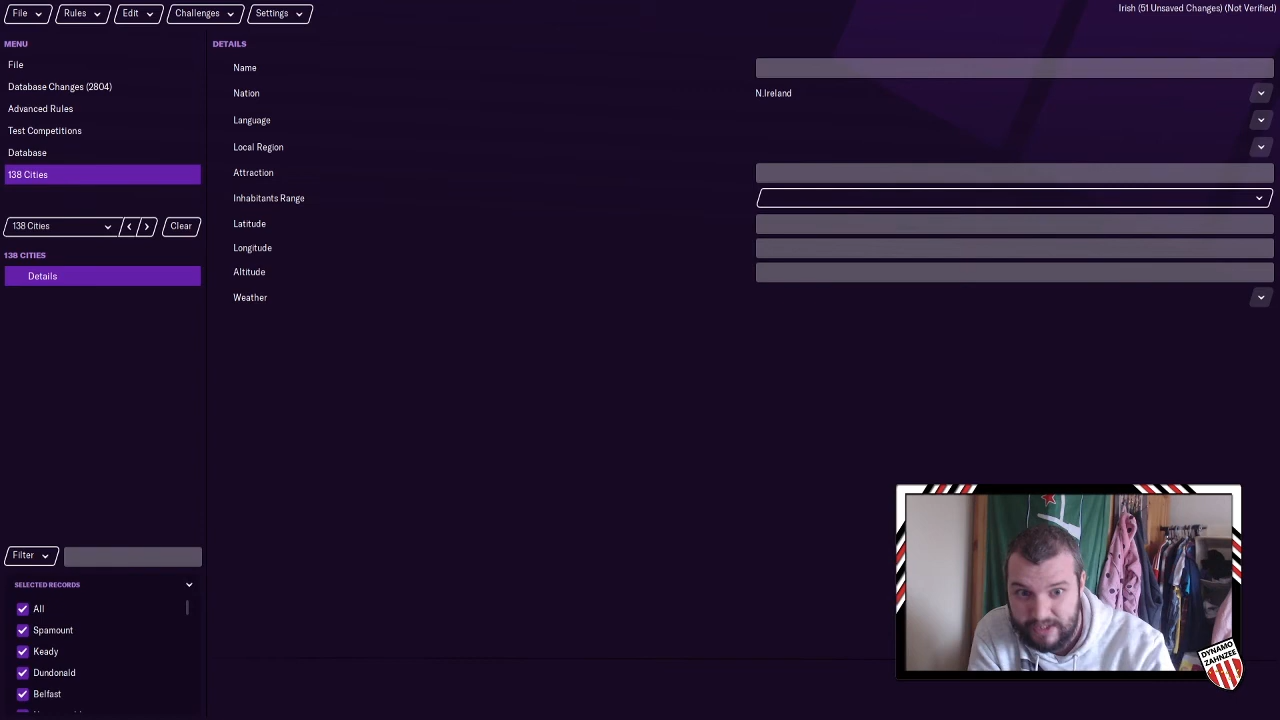 File
Rules
Edit
Challenges
Settings
Irish (51 Unsaved Changes) (Not Verified)
MENU
File
Database Changes (2804)
Advanced Rules
Test Competitions
Database
138 Cities
138 Cities
Clear
138 CITIES
Details
DETAILS
Name
Nation
N.Ireland
Language
Local Region
Attraction
Inhabitants Range
Latitude
Longitude
Altitude
Weather
Filter
SELECTED RECORDS
All
Spamount
Keady
Dundonald
Belfast
DYNAMO
ZAHNZEE